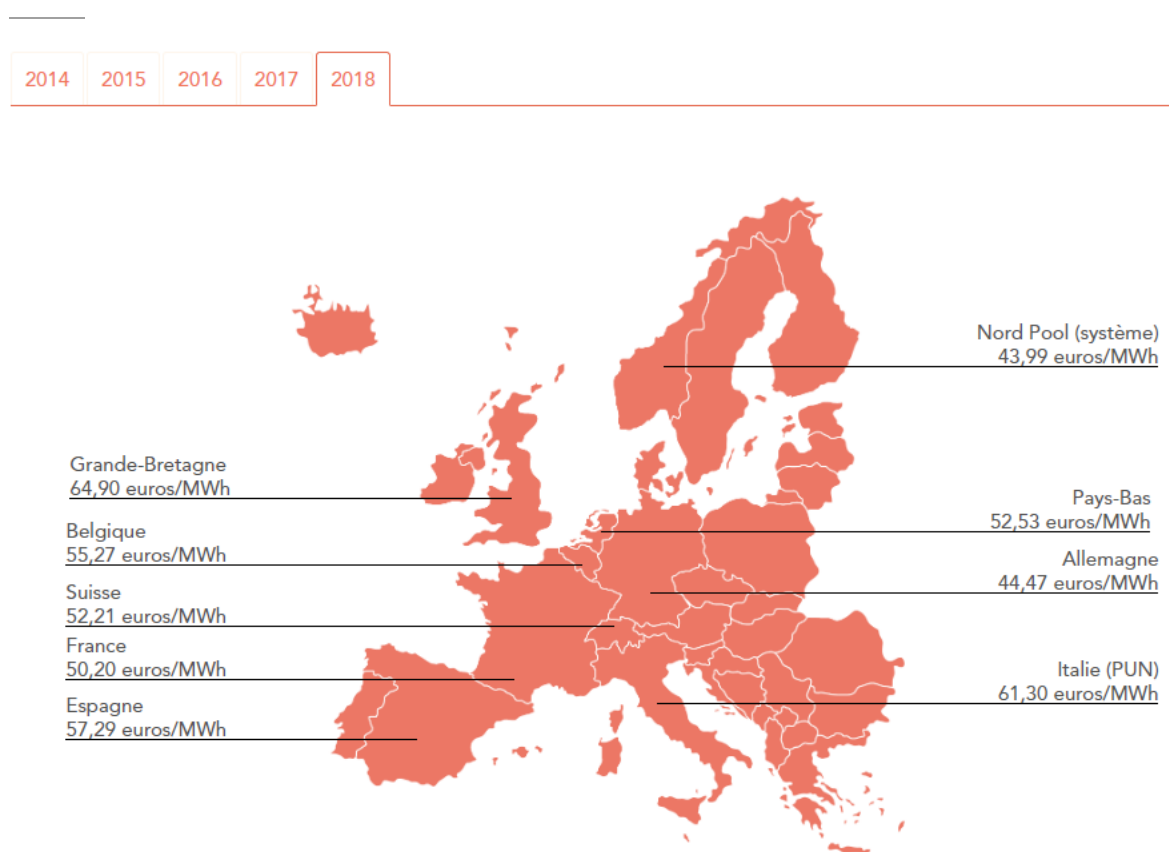 2014 2015 2016 2017 2018
Nord Pool (système)
43,99 euros/MWh
Grande-Bretagne
64,90 euros/MWh
Pays-Bas
52,53 euros/MWh
Belgique
55,27 euros/MWh
Allemagne
44,47 euros/MWh
Suisse
52,21 euros/MWh
France
50,20 euros/MWh
Italie (PUN)
61,30 euros/MWh
Espagne
57,29 euros/MWh